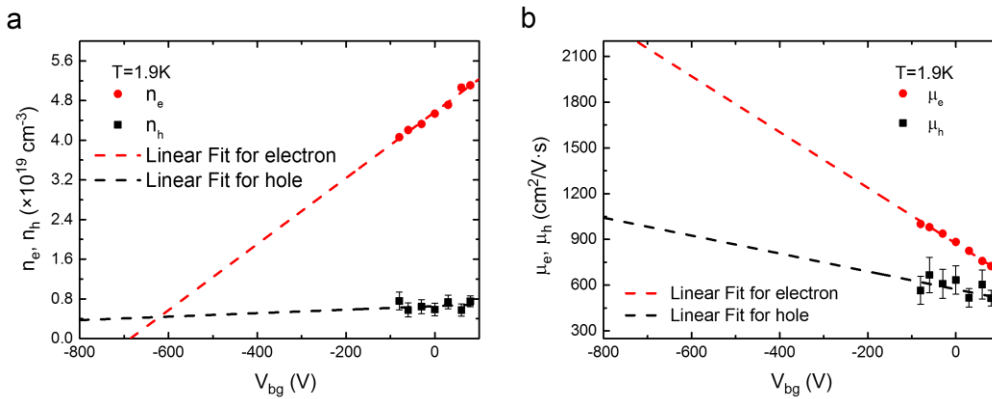 a
5.6
4.8
4.0
3.2
2.4
1.6
0.8
0.0
-800
-600
-400
-200
0
n_e, n_h (×10^19 cm^-3)
V_bg (V)
T=1.9K
n_e
n_h
Linear Fit for electron
Linear Fit for hole
b
2100
1800
1500
1200
900
600
300
-800
-600
-400
-200
0
μ_e, μ_h (cm^2/V·s)
V_bg (V)
T=1.9K
μ_e
μ_h
Linear Fit for electron
Linear Fit for hole